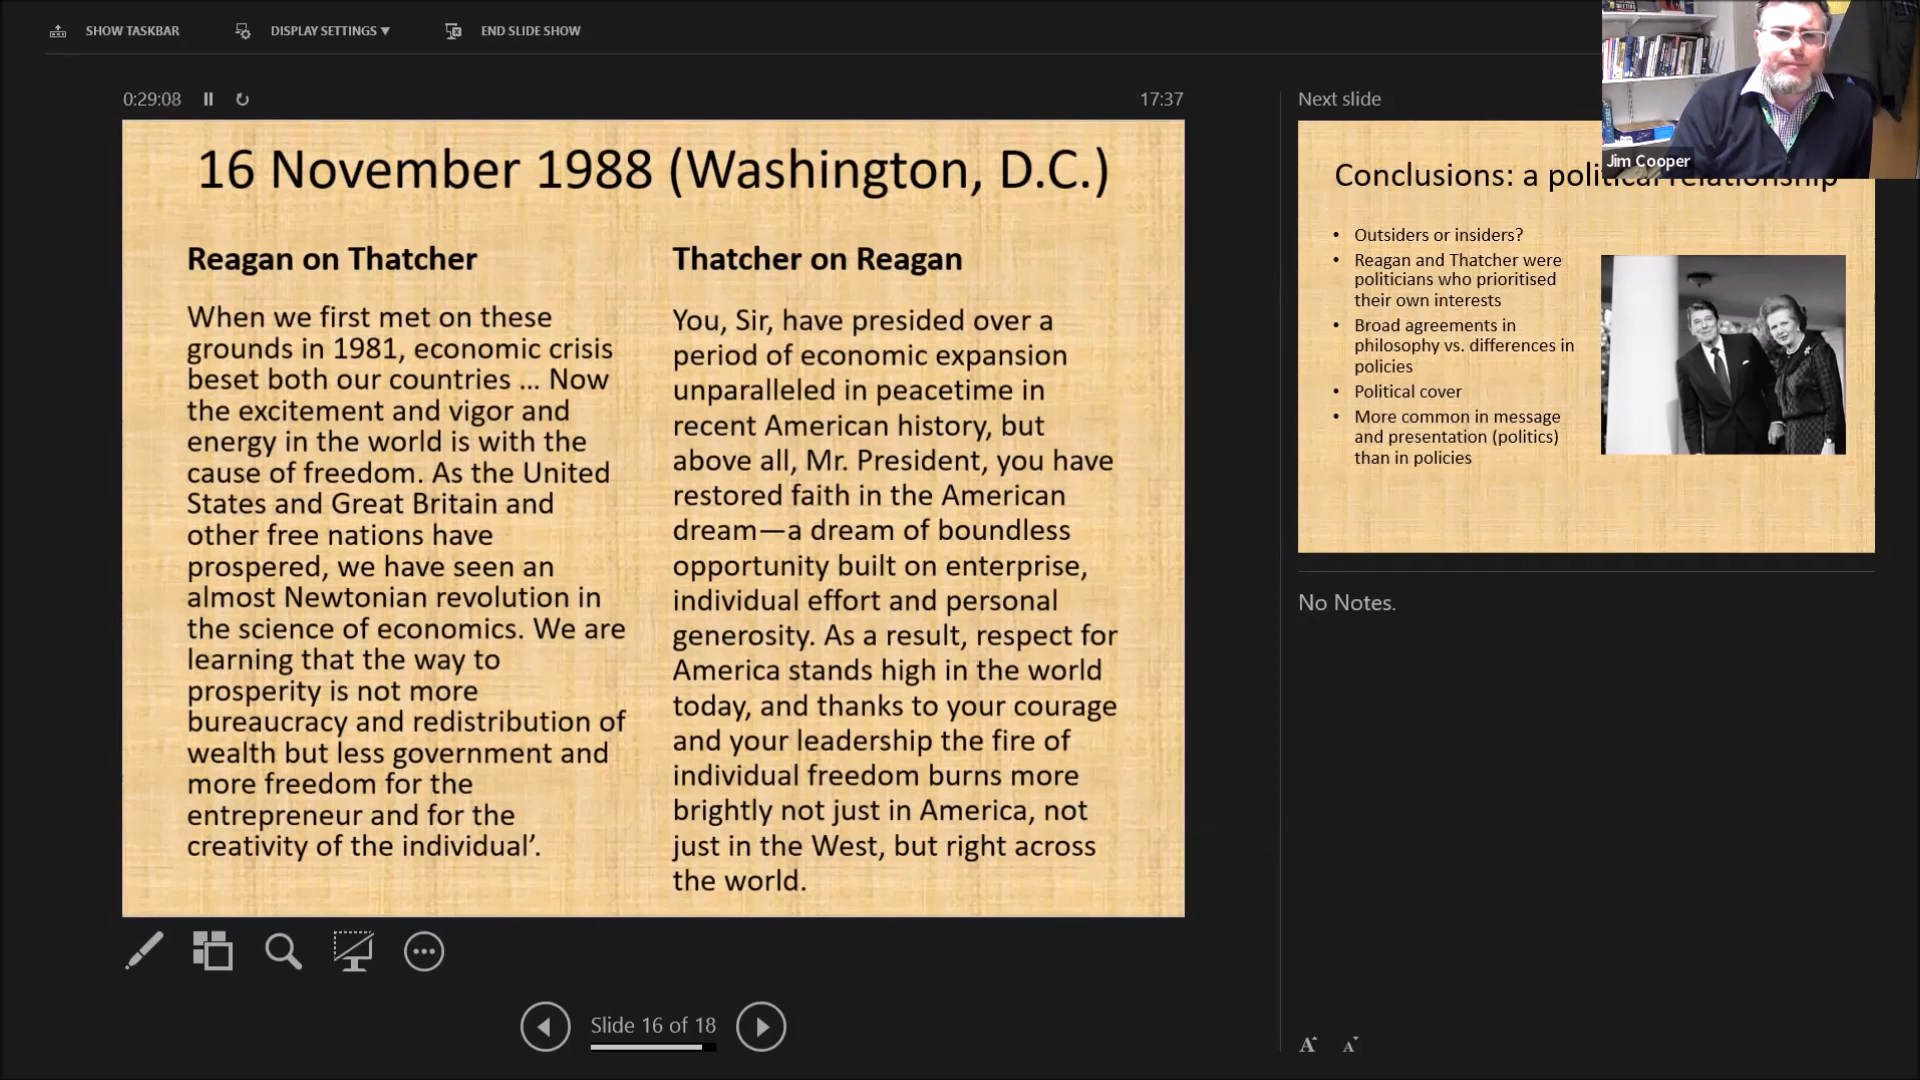 SHOW TASKBAR
DISPLAY SETTINGS ▼
END SLIDE SHOW
0:29:08
17:37
16 November 1988 (Washington, D.C.)
Reagan on Thatcher
When we first met on these
grounds in 1981, economic crisis
beset both our countries ... Now
the excitement and vigor and
energy in the world is with the
cause of freedom. As the United
States and Great Britain and
other free nations have
prospered, we have seen an
almost Newtonian revolution in
the science of economics. We are
learning that the way to
prosperity is not more
bureaucracy and redistribution of
wealth but less government and
more freedom for the
entrepreneur and for the
creativity of the individual’.
Thatcher on Reagan
You, Sir, have presided over a
period of economic expansion
unparalleled in peacetime in
recent American history, but
above all, Mr. President, you have
restored faith in the American
dream—a dream of boundless
opportunity built on enterprise,
individual effort and personal
generosity. As a result, respect for
America stands high in the world
today, and thanks to your courage
and your leadership the fire of
individual freedom burns more
brightly not just in America, not
just in the West, but right across
the world.
Slide 16 of 18
Next slide
Jim Cooper
Conclusions: a political relationship
• Outsiders or insiders?
• Reagan and Thatcher were
politicians who prioritised
their own interests
• Broad agreements in
philosophy vs. differences in
policies
• Political cover
• More common in message
and presentation (politics)
than in policies
No Notes.
A A